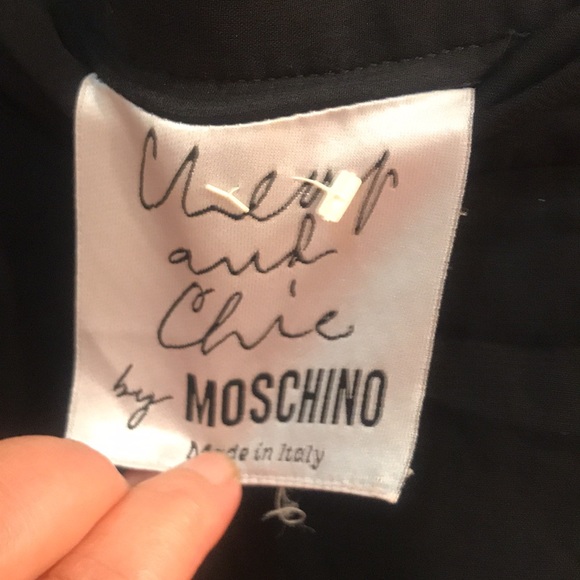 Cheap
and
Chic
by MOSCHINO
Made in Italy